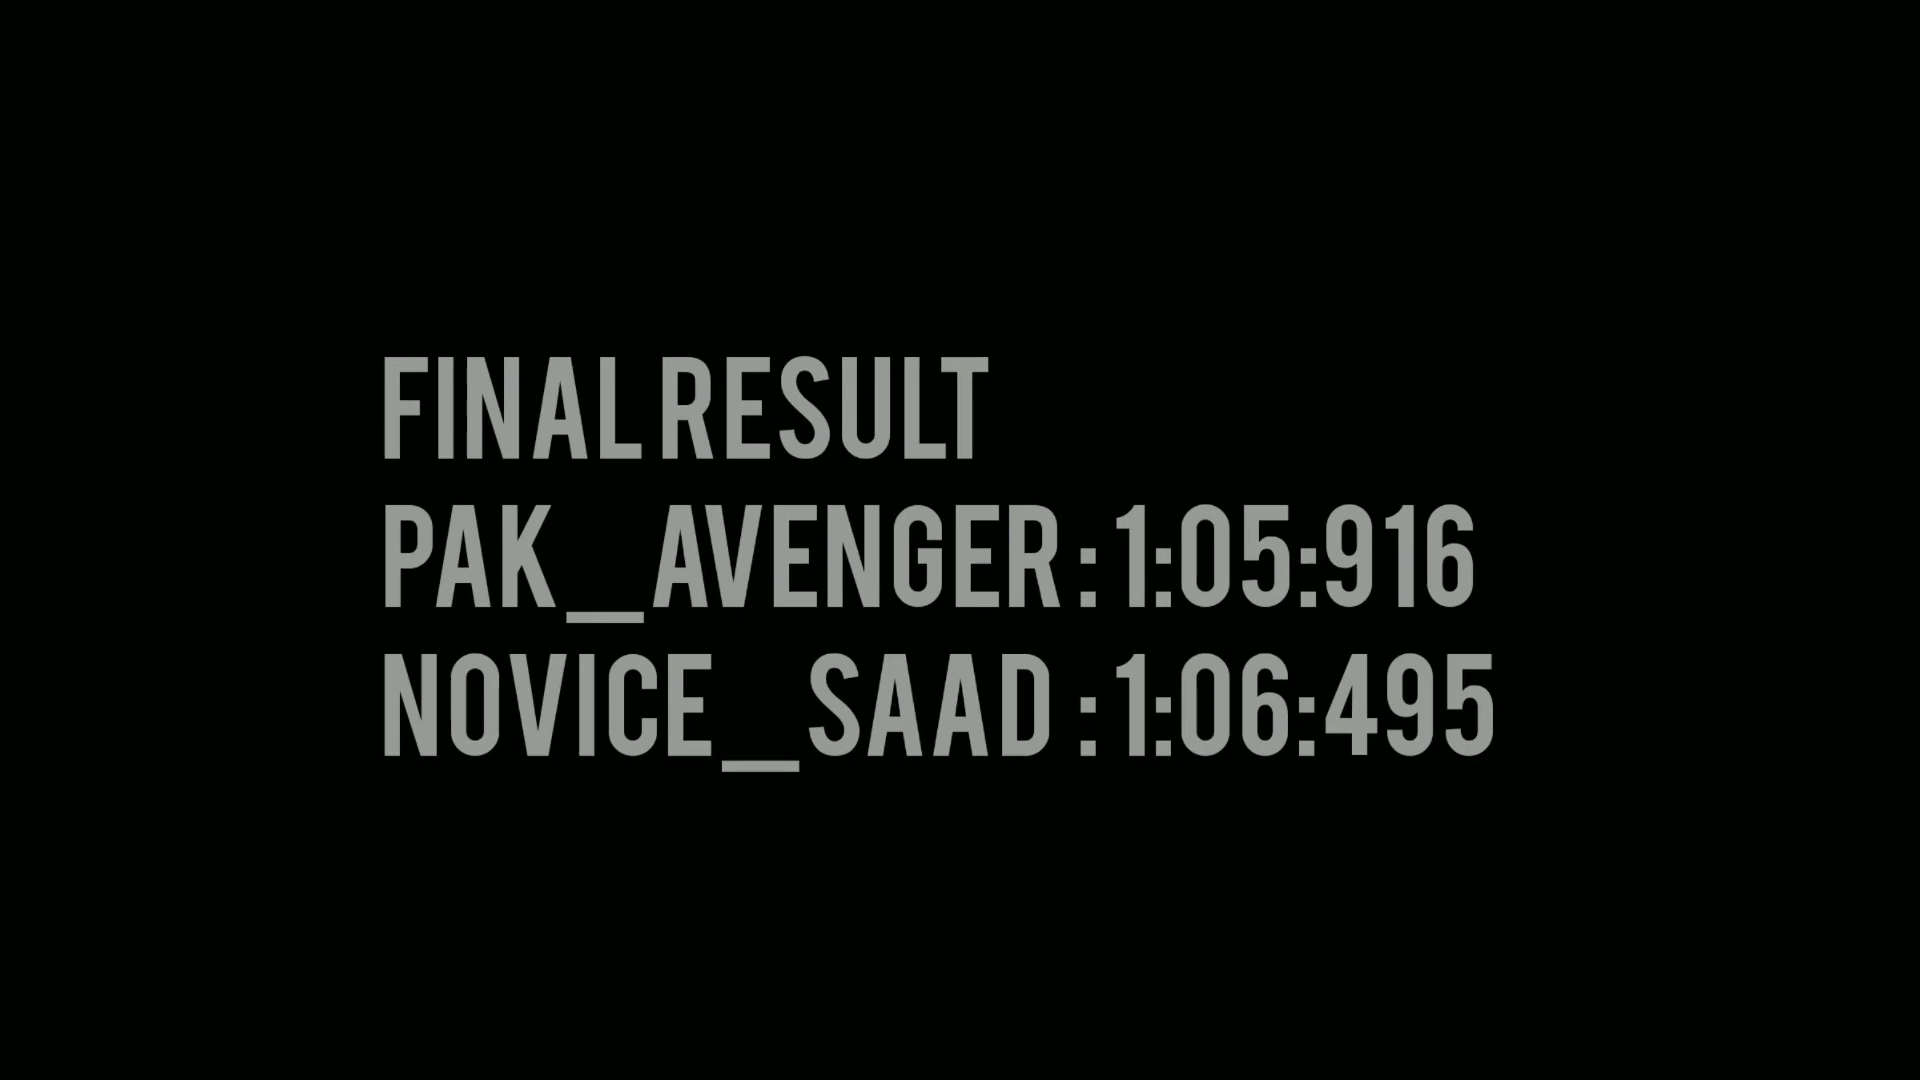 FINAL RESULT
PAK_AVENGER : 1:05:916
NOVICE_SAAD : 1:06:495